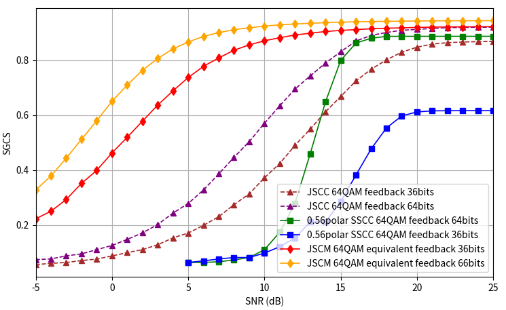 SGCS
0.8
0.6
0.4
0.2
-5 0 5 10 15 20 25
SNR (dB)
JSCC 64QAM feedback 36bits
JSCC 64QAM feedback 64bits
0.56polar SSCC 64QAM feedback 64bits
0.56polar SSCC 64QAM feedback 36bits
JSCM 64QAM equivalent feedback 36bits
JSCM 64QAM equivalent feedback 66bits